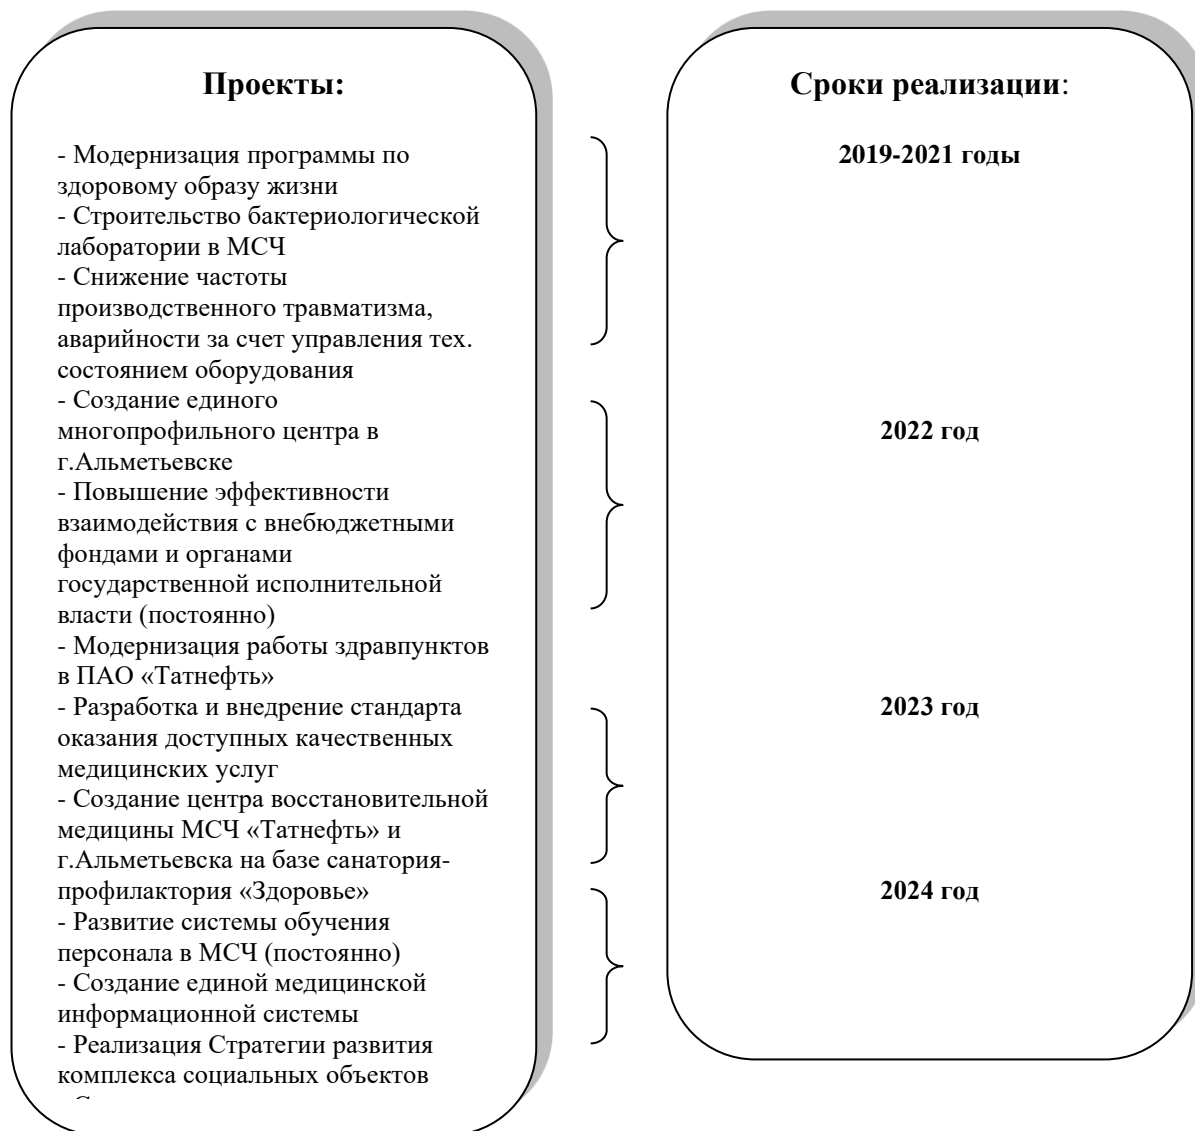 Проекты:
- Модернизация программы по
здоровому образу жизни
- Строительство бактериологической
лаборатории в МСЧ
- Снижение частоты
производственного травматизма,
аварийности за счет управления тех.
состоянием оборудования
- Создание единого
многопрофильного центра в
г.Альметьевске
- Повышение эффективности
взаимодействия с внебюджетными
фондами и органами
государственной исполнительной
власти (постоянно)
- Модернизация работы здравпунктов
в ПАО «Татнефть»
- Разработка и внедрение стандарта
оказания доступных качественных
медицинских услуг
- Создание центра восстановительной
медицины МСЧ «Татнефть» и
г.Альметьевска на базе санатория-
профилактория «Здоровье»
- Развитие системы обучения
персонала в МСЧ (постоянно)
- Создание единой медицинской
информационной системы
- Реализация Стратегии развития
комплекса социальных объектов
Сроки реализации:
2019-2021 годы
2022 год
2023 год
2024 год